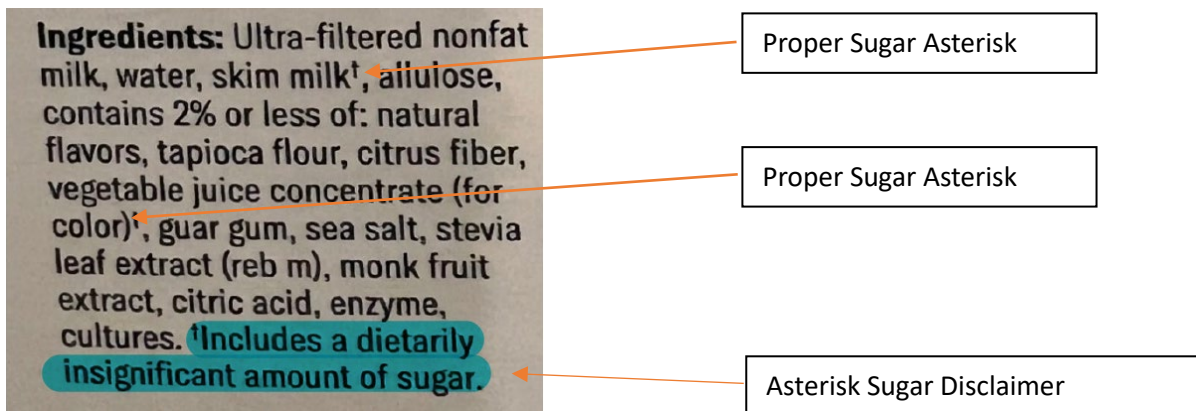 Ingredients: Ultra-filtered nonfat
milk, water, skim milk†, allulose,
contains 2% or less of: natural
flavors, tapioca flour, citrus fiber,
vegetable juice concentrate (for
color)†, guar gum, sea salt, stevia
leaf extract (reb m), monk fruit
extract, citric acid, enzyme,
cultures. †Includes a dietarily
insignificant amount of sugar.
Proper Sugar Asterisk
Proper Sugar Asterisk
Asterisk Sugar Disclaimer